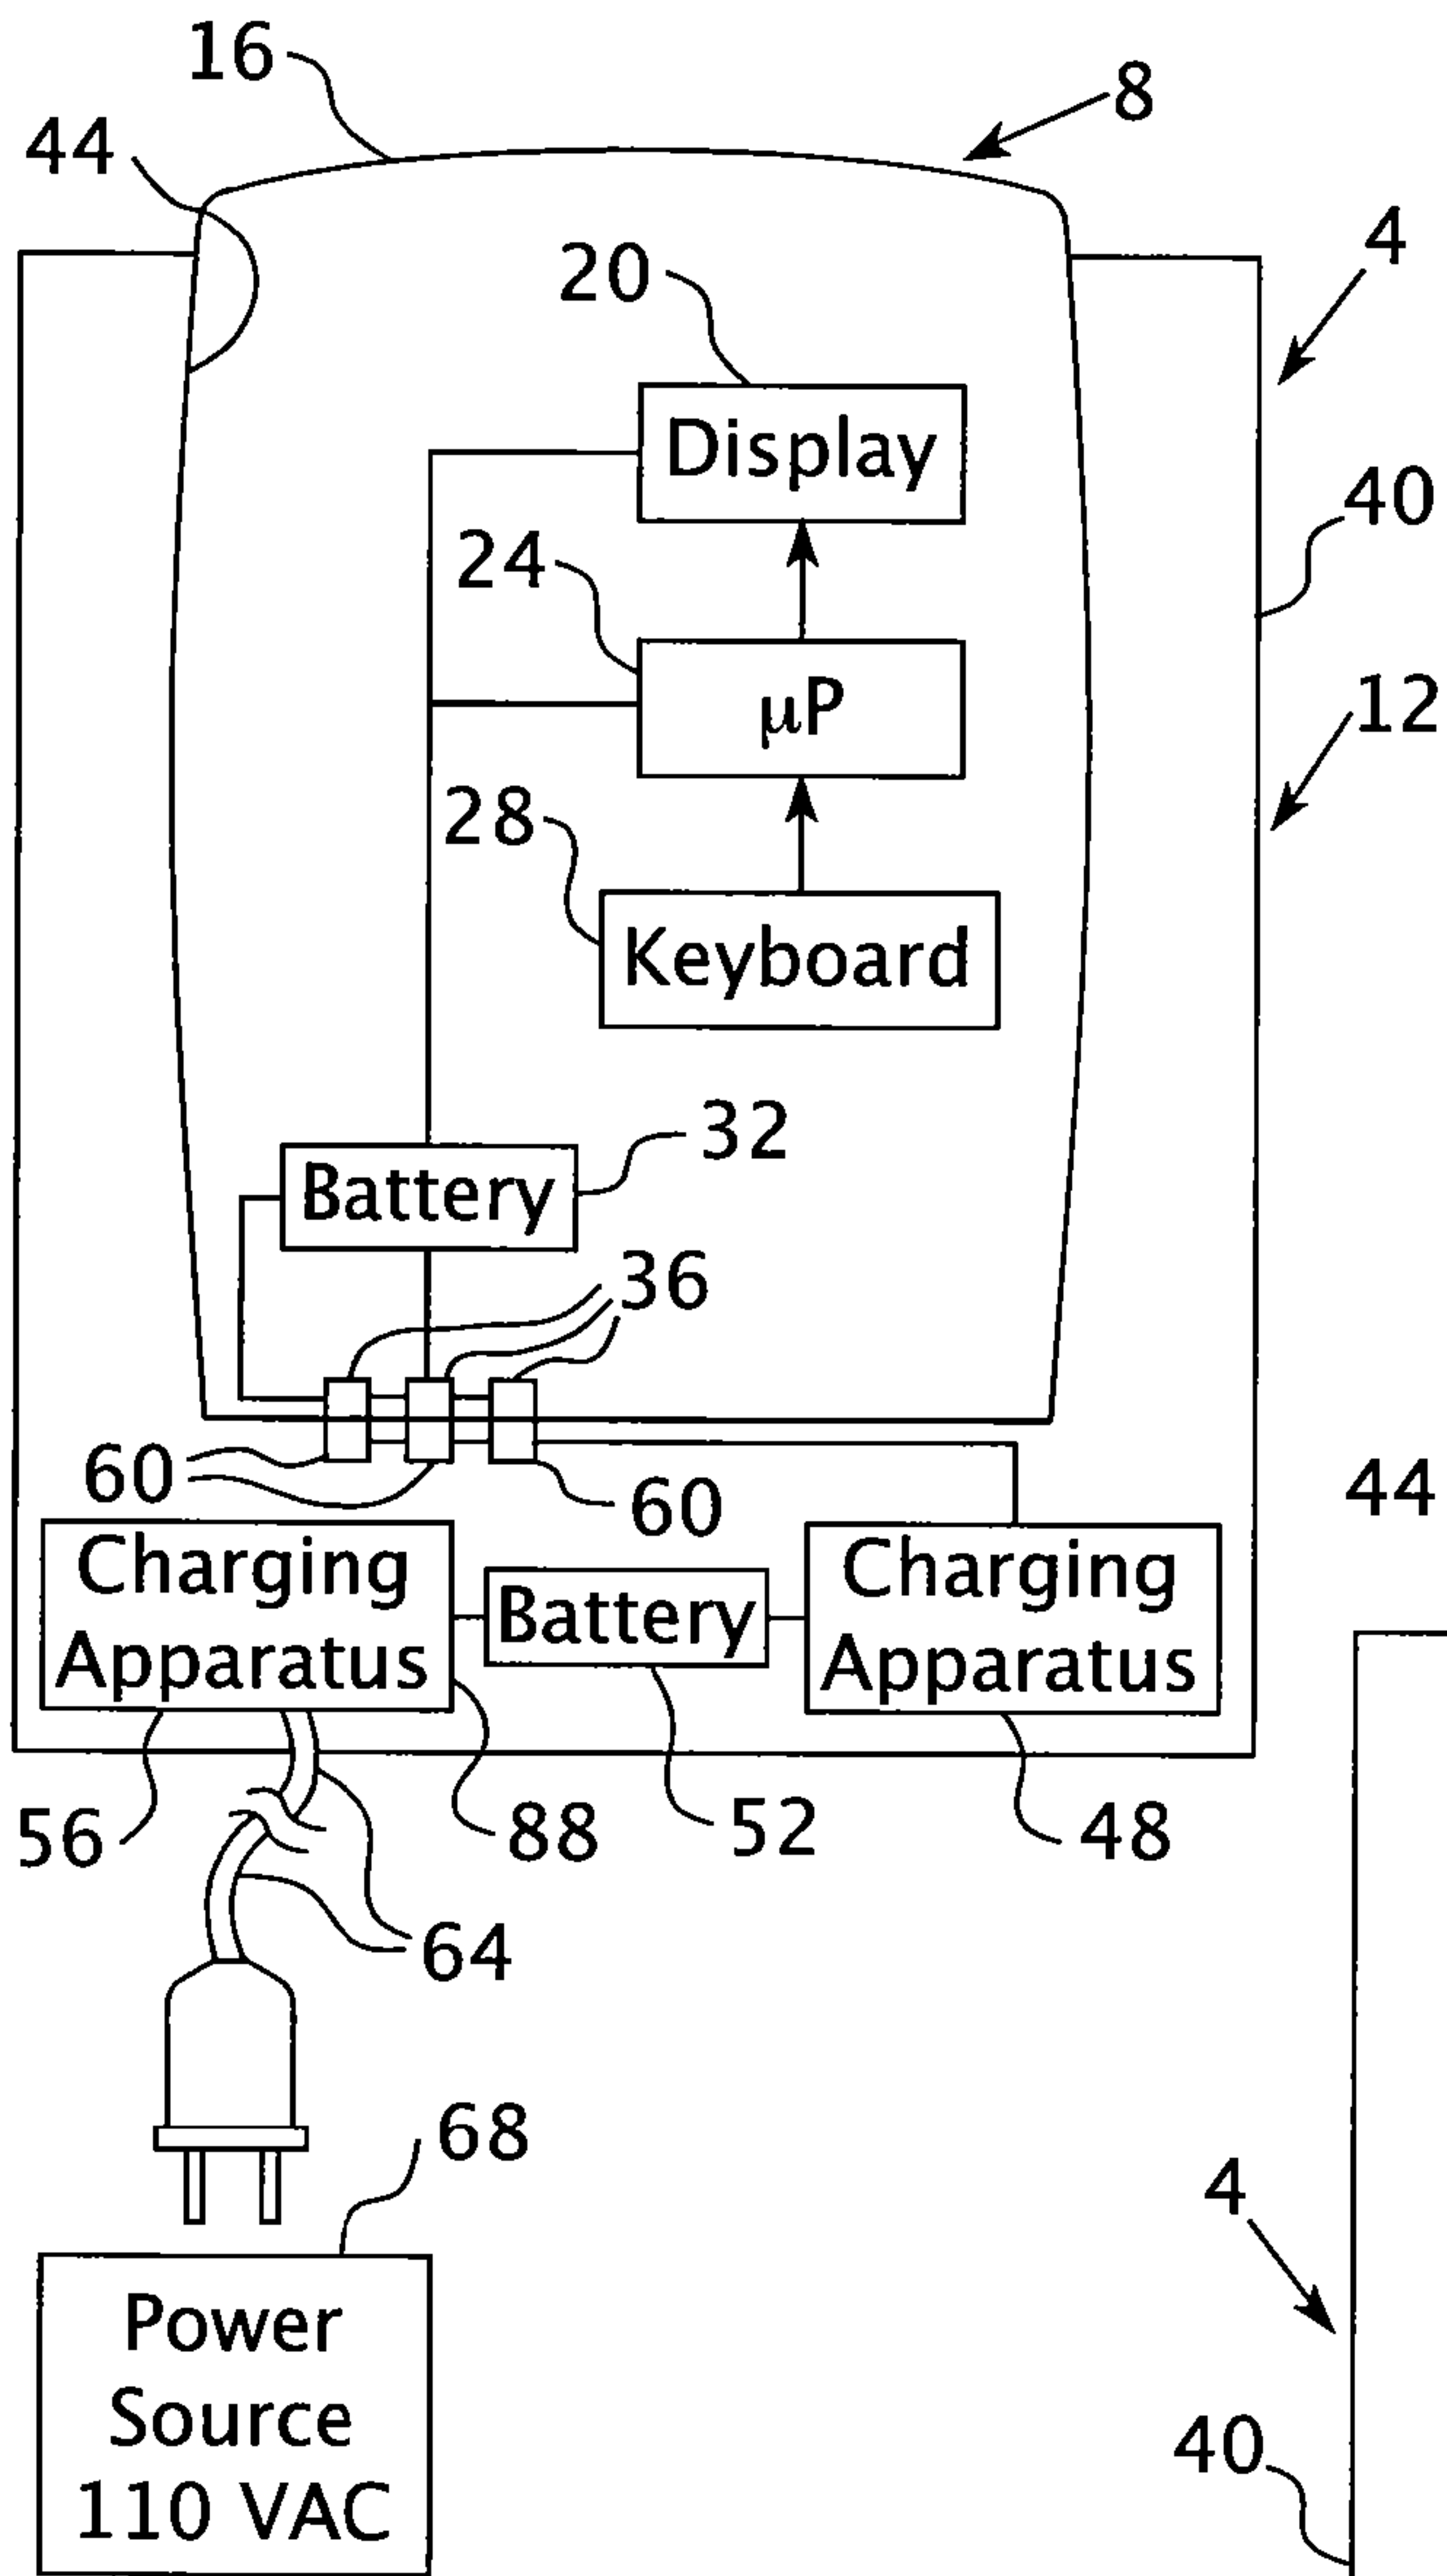 16
8
44
4
20
Display
40
24
μP
12
28
Keyboard
32
Battery
36
60
60
44
Charging
Apparatus
Battery
Charging
Apparatus
56
88
52
48
64
68
4
Power
Source
110 VAC
40